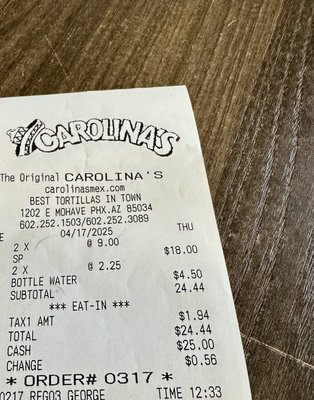 CAROLINA'S
The Original CAROLINA'S
carolinasmex.com
BEST TORTILLAS IN TOWN
1202 E MOHAVE PHX.AZ 85034
602.252.1503/602.252.3089
04/17/2025 THU
2 X @ 9.00
SP $18.00
2 X @ 2.25
BOTTLE WATER $4.50
SUBTOTAL 24.44
*** EAT-IN ***
TAX1 AMT $1.94
TOTAL $24.44
CASH $25.00
CHANGE $0.56
* ORDER# 0317 *
0217 REG03 GEORGE TIME 12:33